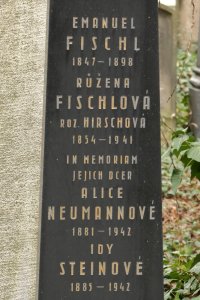 EMANUEL
FISCHL
1847-1898
RŮŽENA
FISCHLOVÁ
ROZ. HIRSCHOVÁ
1854-1941
IN MEMORIAM
JEJICH DCER
ALICE
NEUMANNOVÉ
1881-1942
IDY
STEINOVÉ
1885-1942